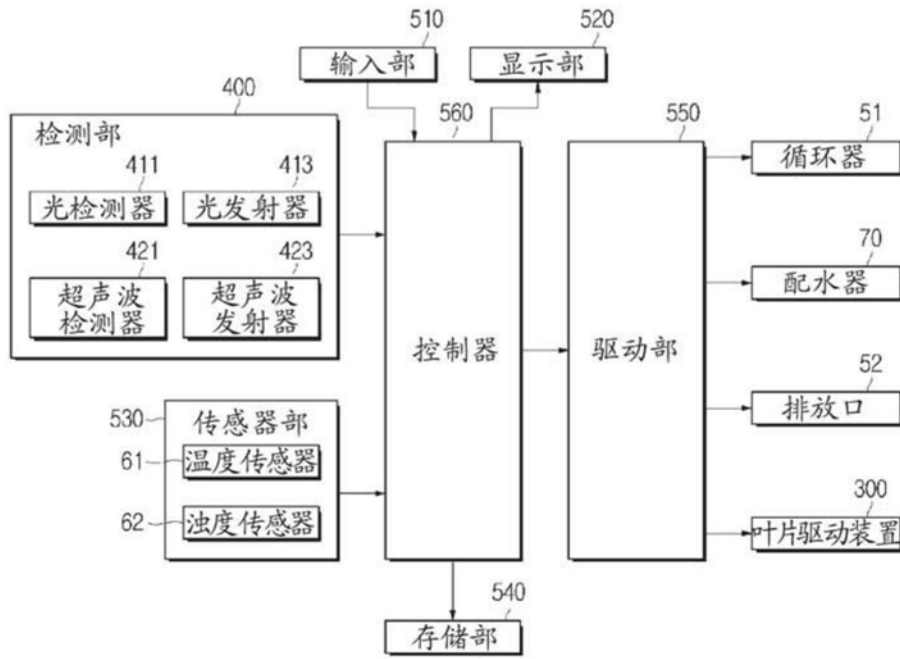 510
输入部
520
显示部
400
检测部
411
光检测器
413
光发射器
421
超声波
检测器
423
超声波
发射器
560
控制器
550
驱动部
51
循环器
70
配水器
52
排放口
300
叶片驱动装置
530
传感器部
61
温度传感器
62
浊度传感器
540
存储部